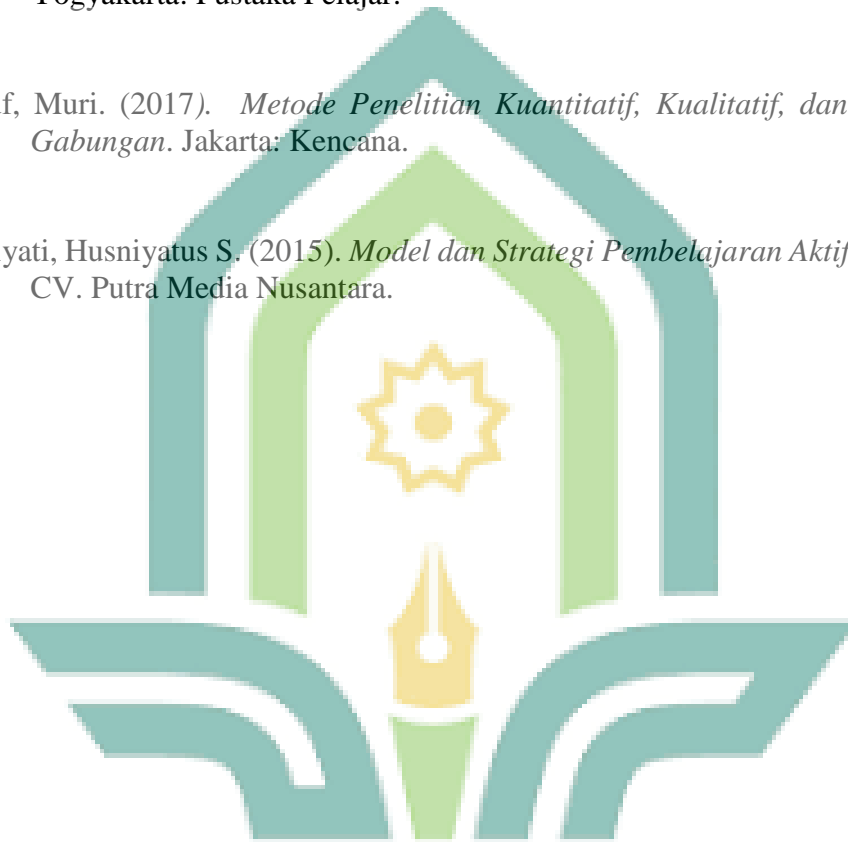 Yogyakarta: Pustaka Pelajar.
f, Muri. (2017). Metode Penelitian Kuantitatif, Kualitatif, dan
Gabungan. Jakarta: Kencana.
yati, Husniyatus S. (2015). Model dan Strategi Pembelajaran Aktif
CV. Putra Media Nusantara.